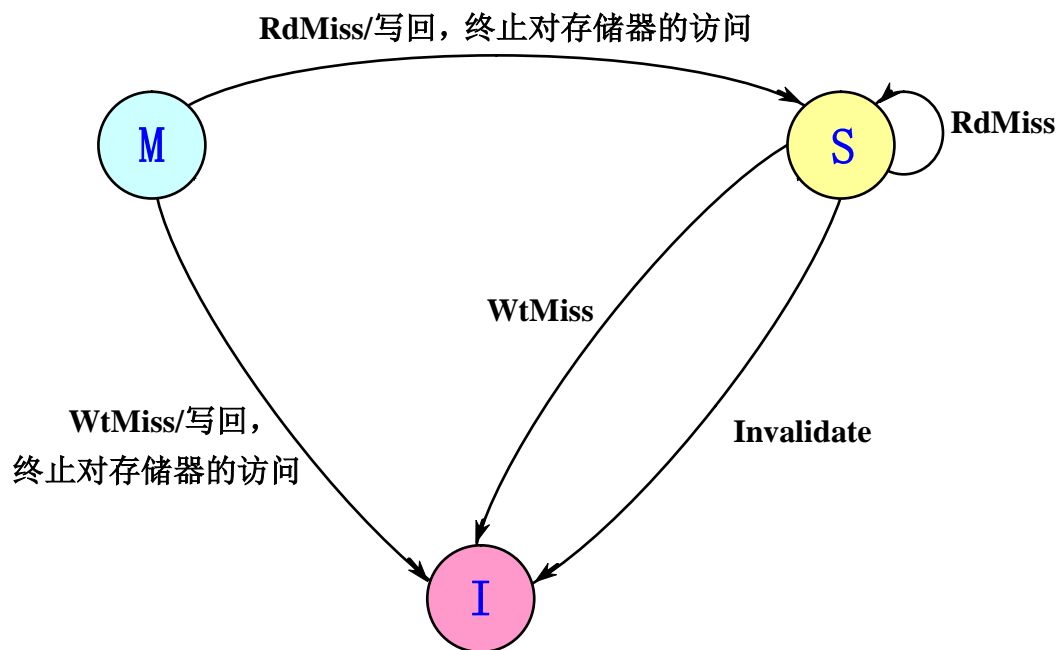 RdMiss/写回，终止对存储器的访问
M
S
RdMiss
WtMiss
WtMiss/写回，
终止对存储器的访问
Invalidate
I